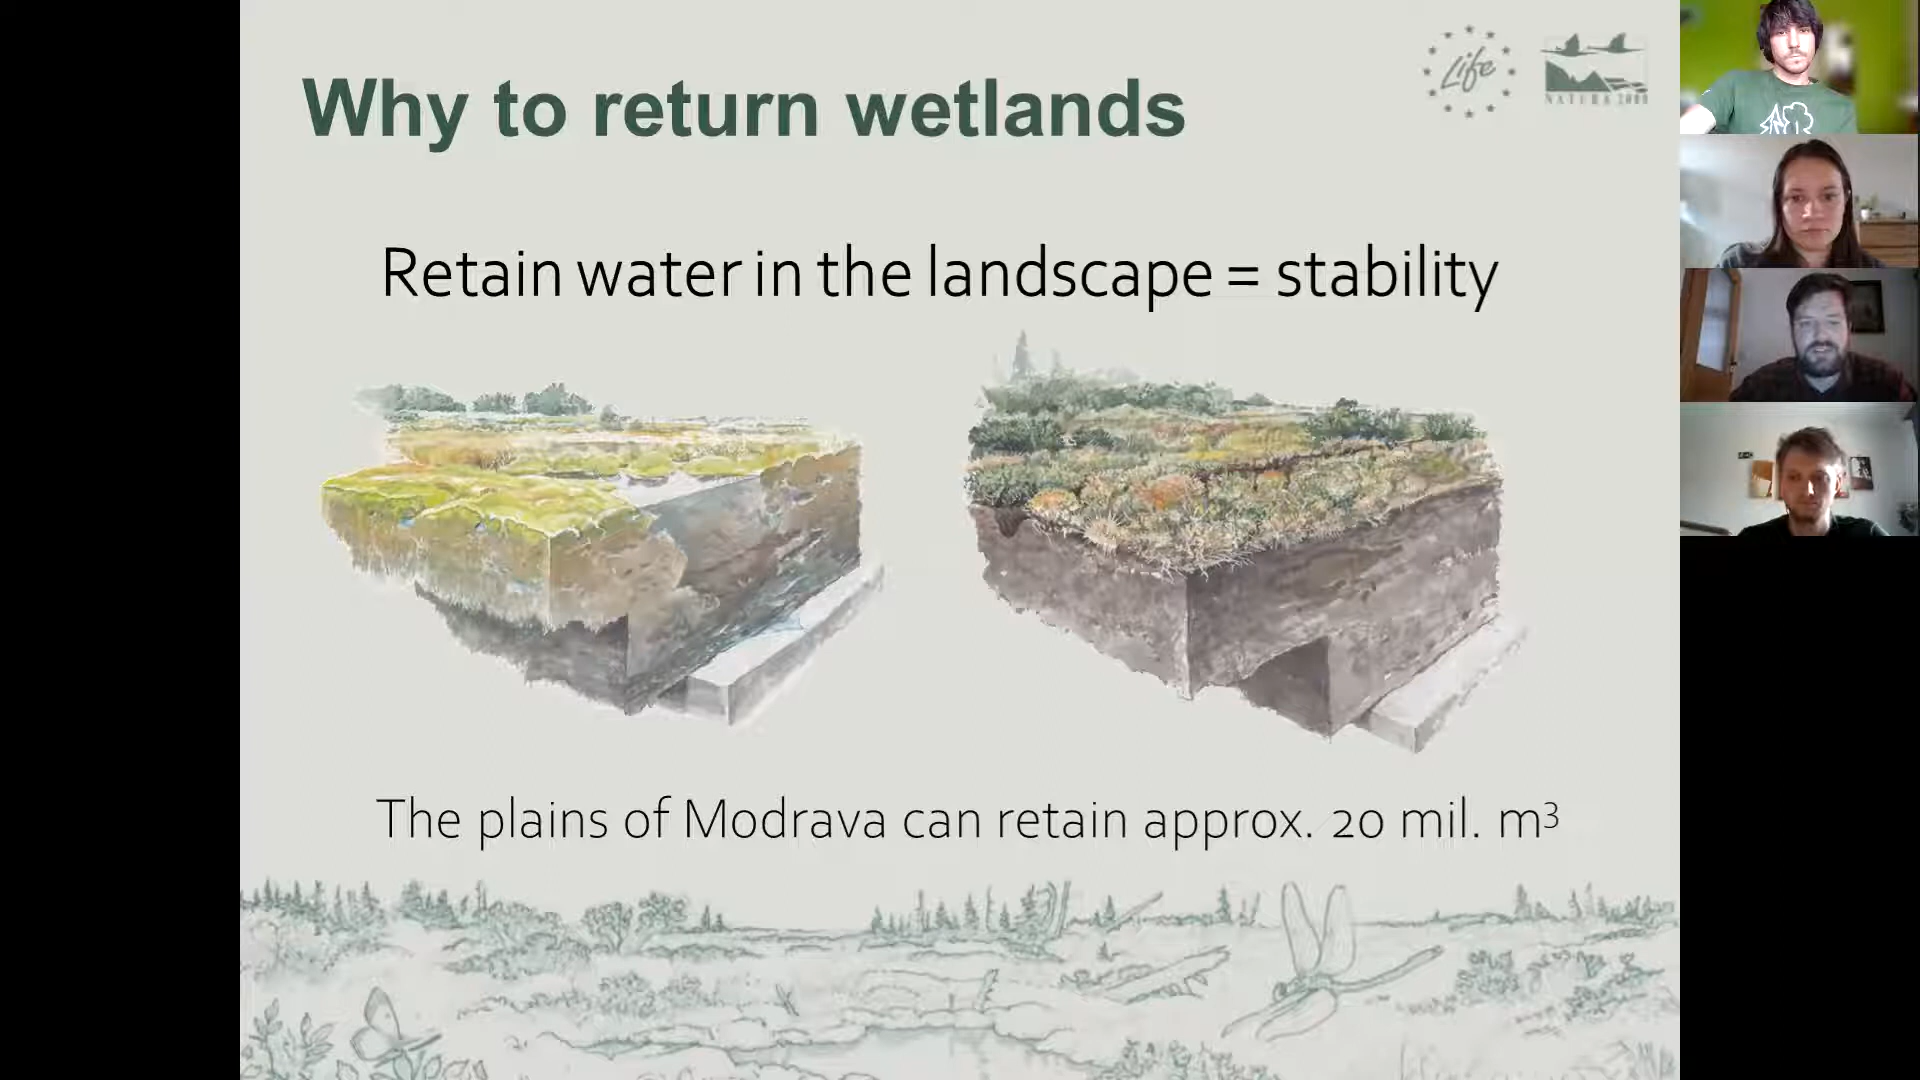 Why to return wetlands
Life
NATURA 2000
Retain water in the landscape = stability
The plains of Modrava can retain approx. 20 mil. m³